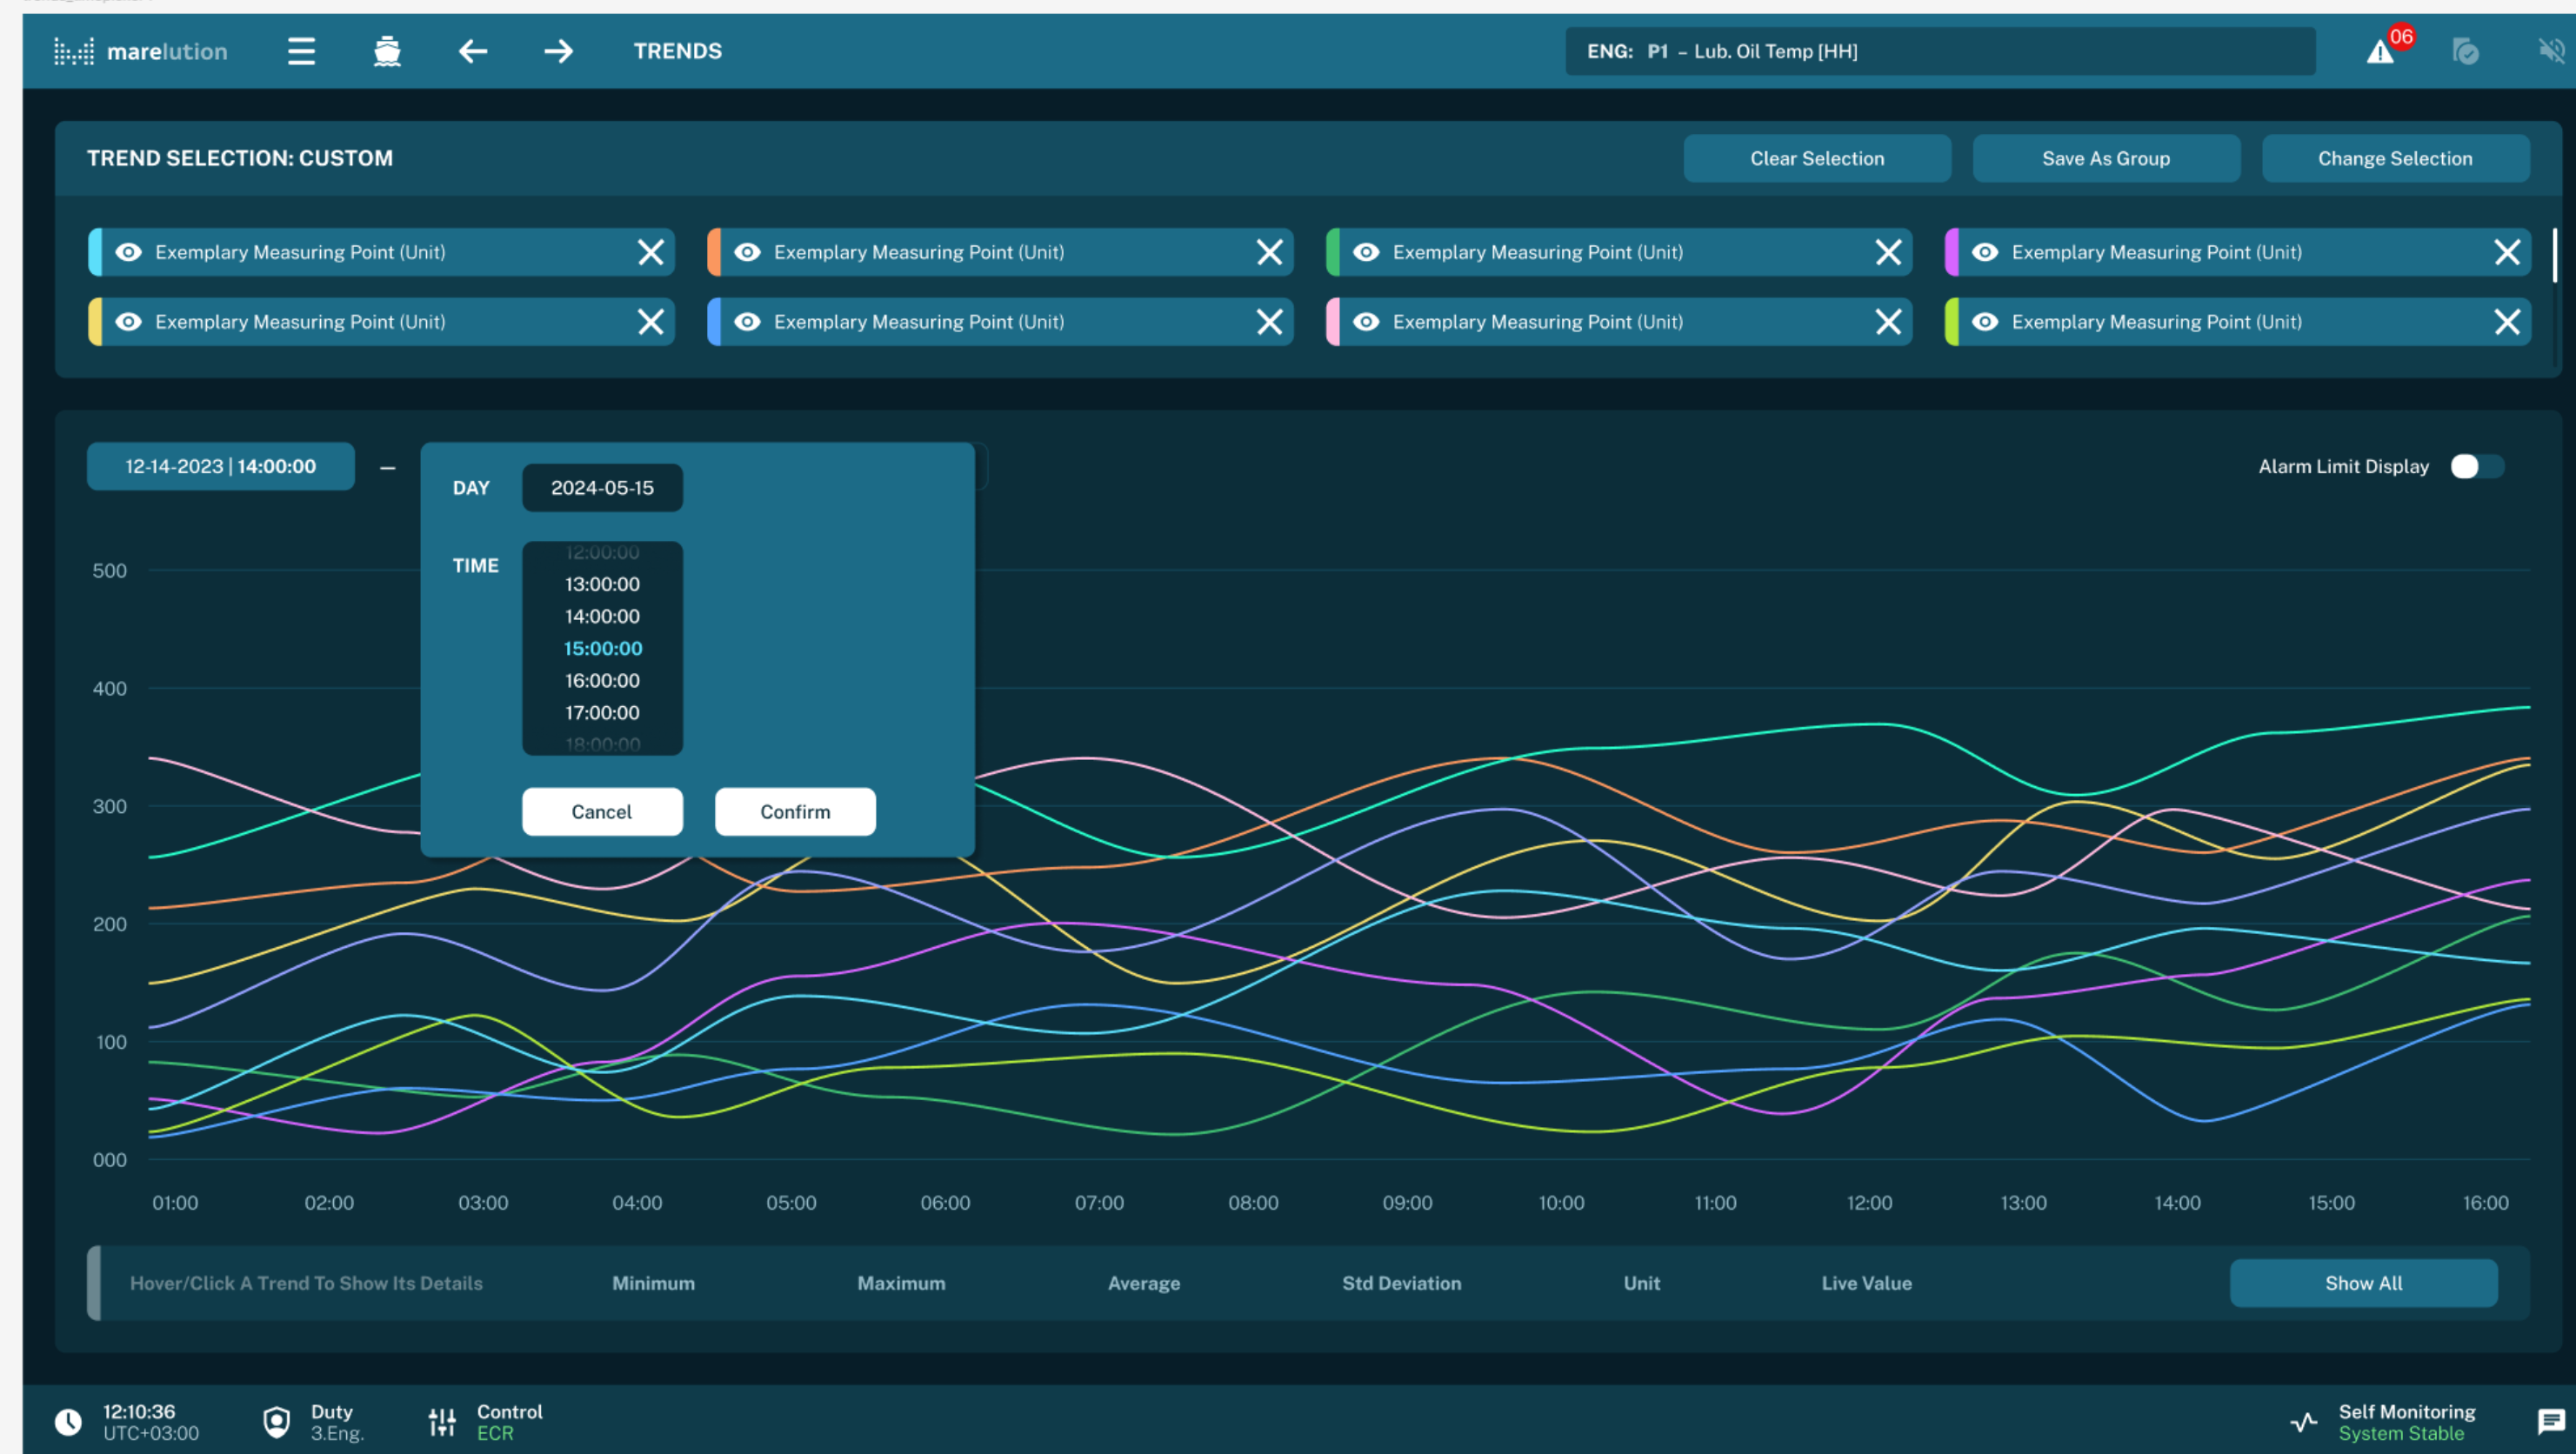 marelution
TRENDS
ENG: P1 – Lub. Oil Temp [HH]
06
TREND SELECTION: CUSTOM
Clear Selection
Save As Group
Change Selection
Exemplary Measuring Point (Unit)
Exemplary Measuring Point (Unit)
Exemplary Measuring Point (Unit)
Exemplary Measuring Point (Unit)
Exemplary Measuring Point (Unit)
Exemplary Measuring Point (Unit)
Exemplary Measuring Point (Unit)
Exemplary Measuring Point (Unit)
12-14-2023 | 14:00:00
–
Alarm Limit Display
DAY
2024-05-15
TIME
12:00:00
13:00:00
14:00:00
15:00:00
16:00:00
17:00:00
18:00:00
Cancel
Confirm
500
400
300
200
100
000
01:00
02:00
03:00
04:00
05:00
06:00
07:00
08:00
09:00
10:00
11:00
12:00
13:00
14:00
15:00
16:00
Hover/Click A Trend To Show Its Details
Minimum
Maximum
Average
Std Deviation
Unit
Live Value
Show All
12:10:36
UTC+03:00
Duty
3.Eng.
Control
ECR
Self Monitoring
System Stable